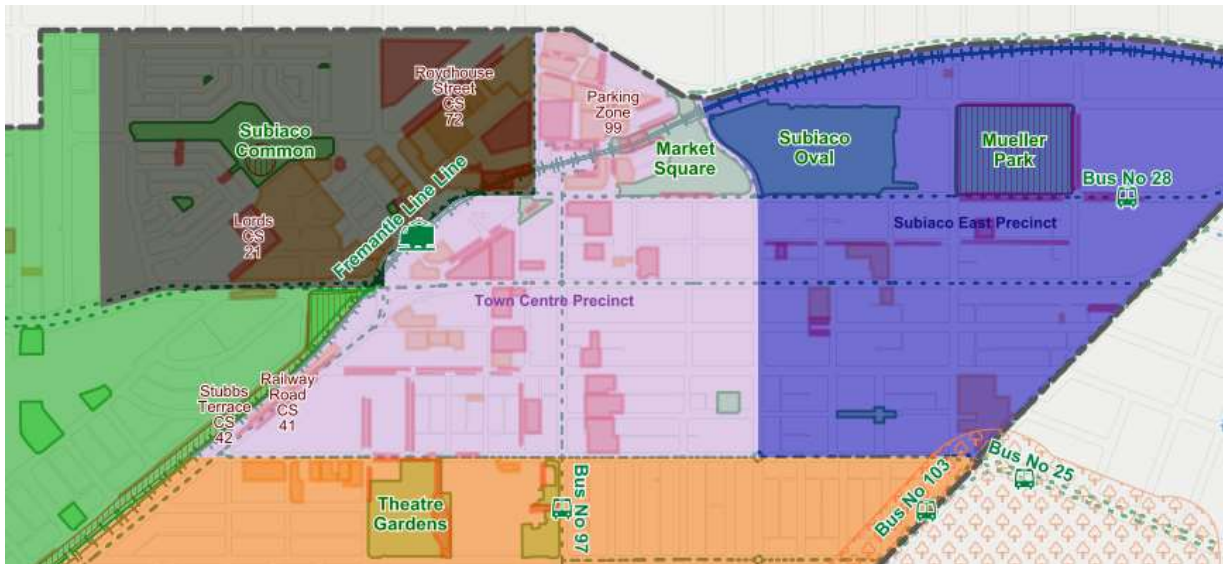 Roydhouse
Street
CS
72
Parking
Zone
99
Subiaco
Common
Market
Square
Subiaco
Oval
Mueller
Park
Bus No 28
Lords
CS
21
Fremantle Line Line
Subiaco East Precinct
Town Centre Precinct
Stubbs
Terrace
CS
42
Railway
Road
CS
41
Theatre
Gardens
Bus No 97
Bus No 103
Bus No 25